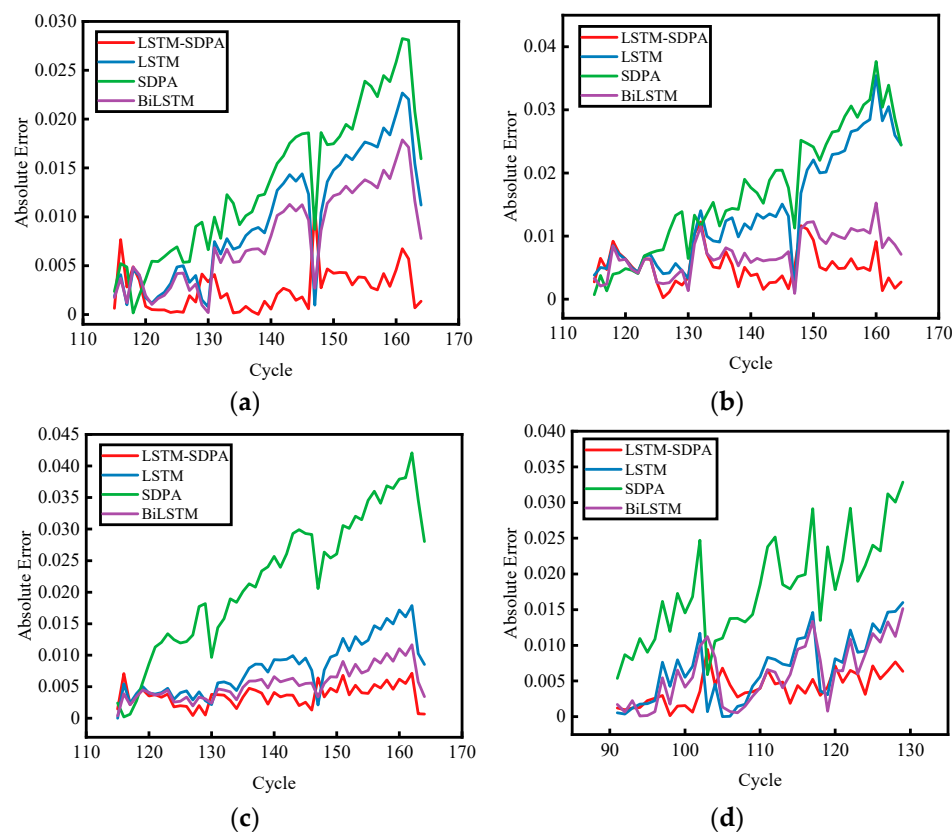 0.030
0.025
0.020
0.015
0.010
0.005
0
Absolute Error
LSTM-SDPA
LSTM
SDPA
BiLSTM
110 120 130 140 150 160 170
Cycle
(a)
0.04
0.03
0.02
0.01
0
Absolute Error
LSTM-SDPA
LSTM
SDPA
BiLSTM
110 120 130 140 150 160 170
Cycle
(b)
0.045
0.040
0.035
0.030
0.025
0.020
0.015
0.010
0.005
0
Absolute Error
LSTM-SDPA
LSTM
SDPA
BiLSTM
110 120 130 140 150 160 170
Cycle
(c)
0.040
0.035
0.030
0.025
0.020
0.015
0.010
0.005
0
Absolute Error
LSTM-SDPA
LSTM
SDPA
BiLSTM
90 100 110 120 130
Cycle
(d)